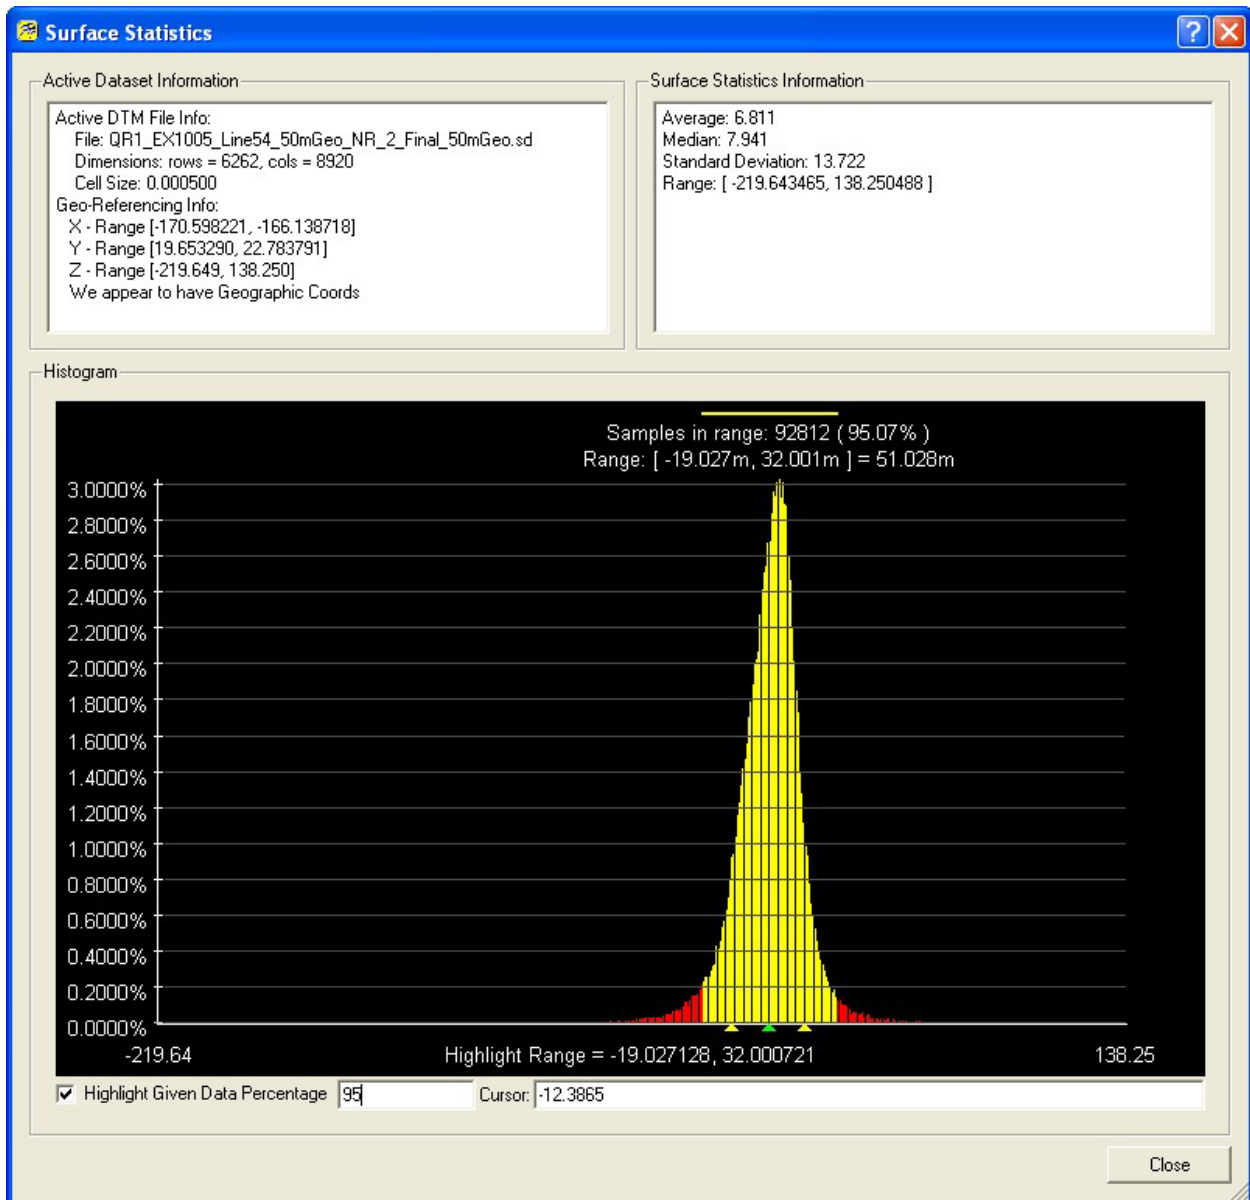 Surface Statistics
Active Dataset Information
Active DTM File Info:
File: QR1_EX1005_Line54_50mGeo_NR_2_Final_50mGeo.sd
Dimensions: rows = 6262, cols = 8920
Cell Size: 0.000500
Geo-Referencing Info:
X - Range [-170.598221, -166.138718]
Y - Range [19.653290, 22.783791]
Z - Range [-219.649, 138.250]
We appear to have Geographic Coords
Surface Statistics Information
Average: 6.811
Median: 7.941
Standard Deviation: 13.722
Range: [ -219.643465, 138.250488 ]
Histogram
Samples in range: 92812 ( 95.07% )
Range: [ -19.027m, 32.001m ] = 51.028m
3.0000%
2.8000%
2.6000%
2.4000%
2.2000%
2.0000%
1.8000%
1.6000%
1.4000%
1.2000%
1.0000%
0.8000%
0.6000%
0.4000%
0.2000%
0.0000%
-219.64 Highlight Range = -19.027128, 32.000721 138.25
Highlight Given Data Percentage 95 Cursor: -12.3865
Close